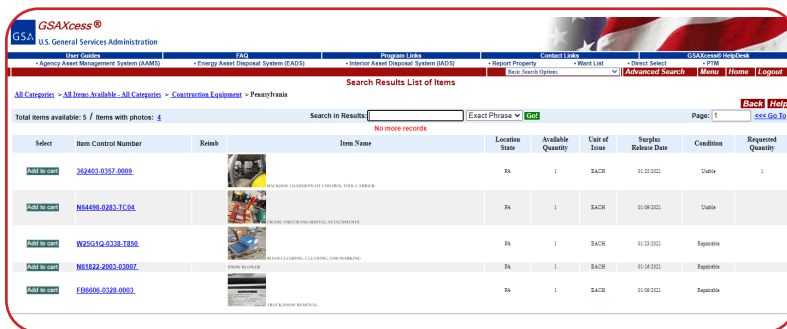 GSAXcess®
GSA
U.S. General Services Administration
User Guides FAQ Program Links Contact Links GSAXcess® HelpDesk
• Agency Asset Management System (AAMS) • Energy Asset Disposal System (EADS) • Interior Asset Disposal System (IADS) • Report Property • Want List • Direct Select • PTM
Basic Search Options Advanced Search Menu Home Logout
Search Results List of Items
All Categories > All Items Available - All Categories > Construction Equipment > Pennsylvania
Back Help
Total items available: 5 / Items with photos: 4 Search in Results: Exact Phrase Go! Page: 1 <<< Go To
No more records
Select Item Control Number Reimb Item Name Location State Available Quantity Unit of Issue Surplus Release Date Condition Requested Quantity
Add to cart 362403-0357-0009 PA 1 EACH 01/25/2021 Usable 1
BACKHOE LOADER/PILOT CONTROL TOOL CARRIER
Add to cart N64498-0283-TC04 PA 1 EACH 01/09/2021 Usable
CRANE AND CRANE-SHOVEL ATTACHMENTS
Add to cart W25G1Q-0338-T850 PA 1 EACH 01/23/2021 Repairable
ROAD CLEARING, CLEANING, AND MARKING
Add to cart N61822-2003-03007 SNOW BLOWER PA 1 EACH 01/16/2021 Repairable
Add to cart FB6606-0328-0003 PA 1 EACH 01/09/2021 Repairable
TRUCK,SNOW REMOVAL